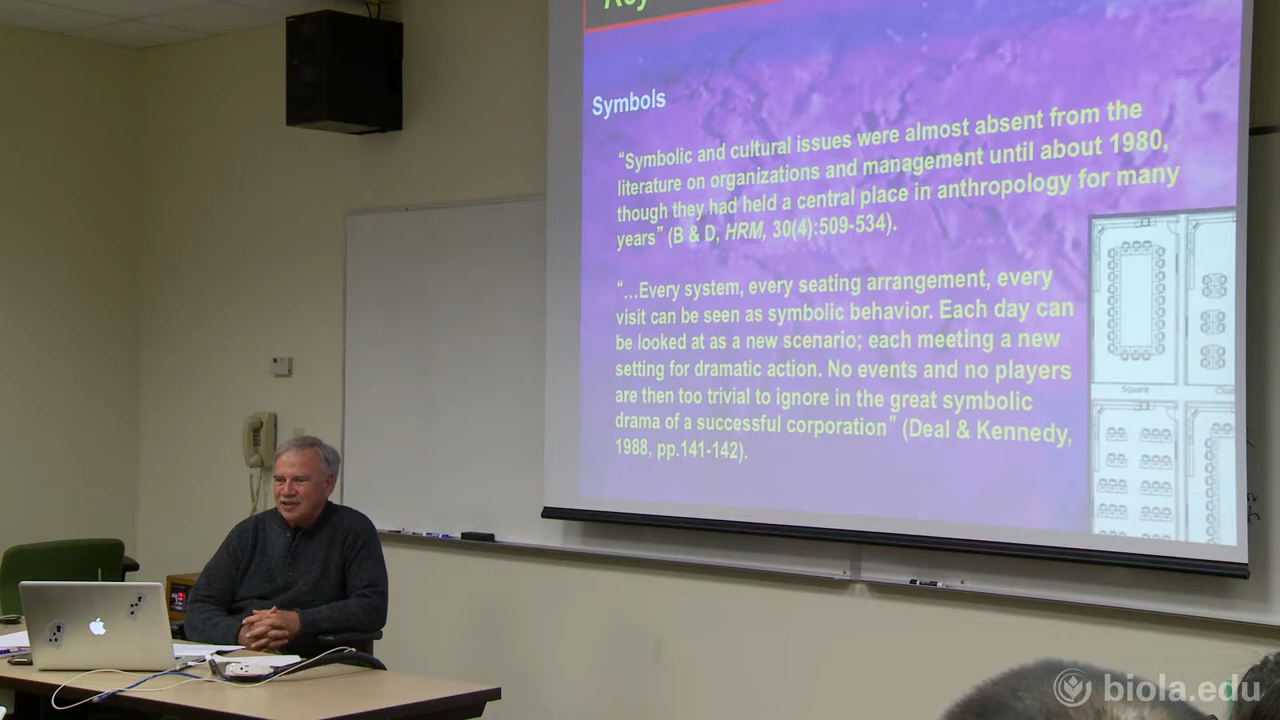 Key
Symbols
“Symbolic and cultural issues were almost absent from the
literature on organizations and management until about 1980,
though they had held a central place in anthropology for many
years” (B & D, HRM, 30(4):509-534).
“…Every system, every seating arrangement, every
visit can be seen as symbolic behavior. Each day can
be looked at as a new scenario; each meeting a new
setting for dramatic action. No events and no players
are then too trivial to ignore in the great symbolic
drama of a successful corporation” (Deal & Kennedy,
1988, pp.141-142).
Square
biola.edu